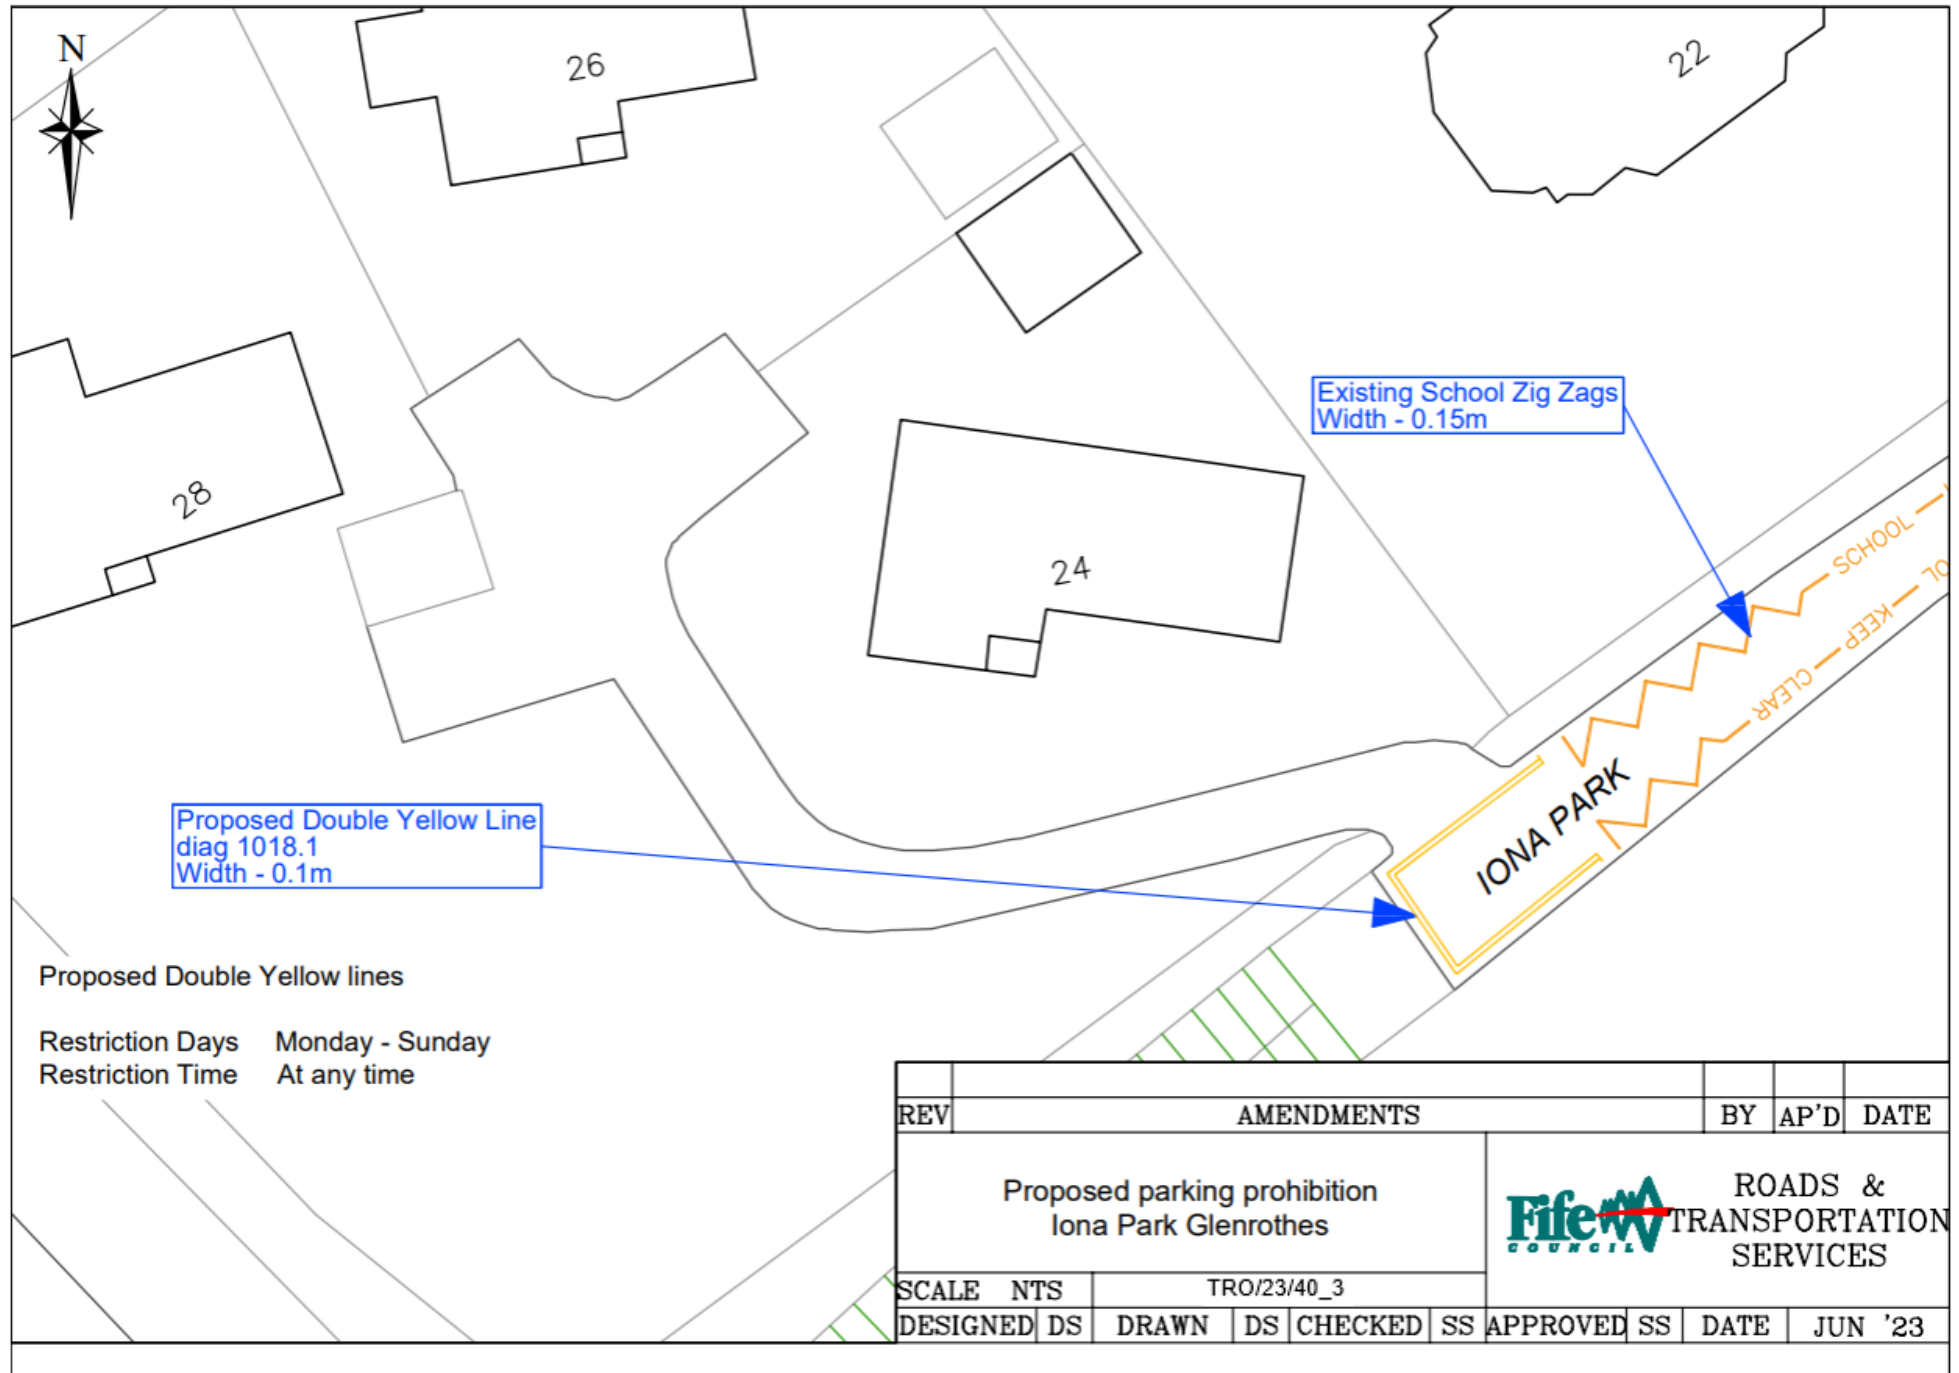 N
26
22
28
24
Existing School Zig Zags
Width - 0.15m
SCHOOL
KEEP
CLEAR
IONA PARK
Proposed Double Yellow Line
diag 1018.1
Width - 0.1m
Proposed Double Yellow lines
Restriction Days Monday - Sunday
Restriction Time At any time
REV AMENDMENTS BY AP'D DATE
Proposed parking prohibition
Iona Park Glenrothes
Fife
COUNCIL
ROADS &
TRANSPORTATION
SERVICES
SCALE NTS TRO/23/40_3
DESIGNED DS DRAWN DS CHECKED SS APPROVED SS DATE JUN '23